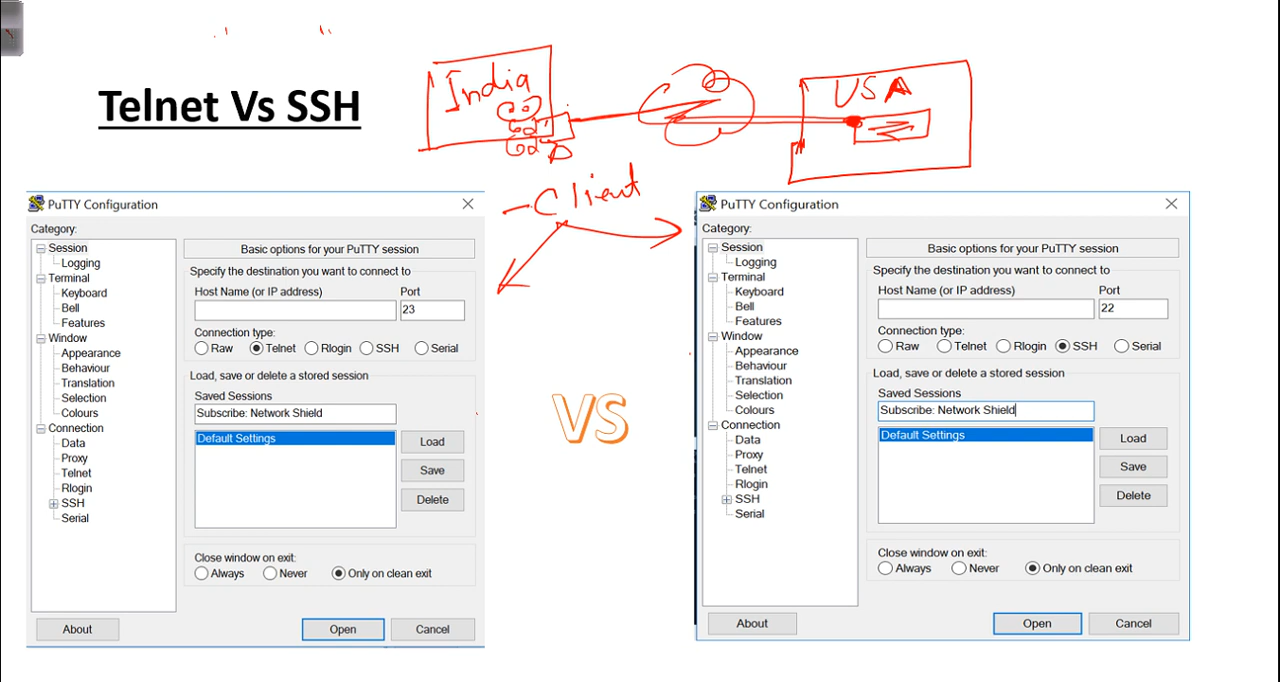 Telnet Vs SSH
India
USA
- Client
PuTTY Configuration
Category:
Session
Logging
Terminal
Keyboard
Bell
Features
Window
Appearance
Behaviour
Translation
Selection
Colours
Connection
Data
Proxy
Telnet
Rlogin
SSH
Serial
Basic options for your PuTTY session
Specify the destination you want to connect to
Host Name (or IP address) Port
23
Connection type:
Raw Telnet Rlogin SSH Serial
Load, save or delete a stored session
Saved Sessions
Subscribe: Network Shield
Default Settings
Load
Save
Delete
Close window on exit:
Always Never Only on clean exit
About Open Cancel
VS
PuTTY Configuration
Category:
Session
Logging
Terminal
Keyboard
Bell
Features
Window
Appearance
Behaviour
Translation
Selection
Colours
Connection
Data
Proxy
Telnet
Rlogin
SSH
Serial
Basic options for your PuTTY session
Specify the destination you want to connect to
Host Name (or IP address) Port
22
Connection type:
Raw Telnet Rlogin SSH Serial
Load, save or delete a stored session
Saved Sessions
Subscribe: Network Shield
Default Settings
Load
Save
Delete
Close window on exit:
Always Never Only on clean exit
About Open Cancel